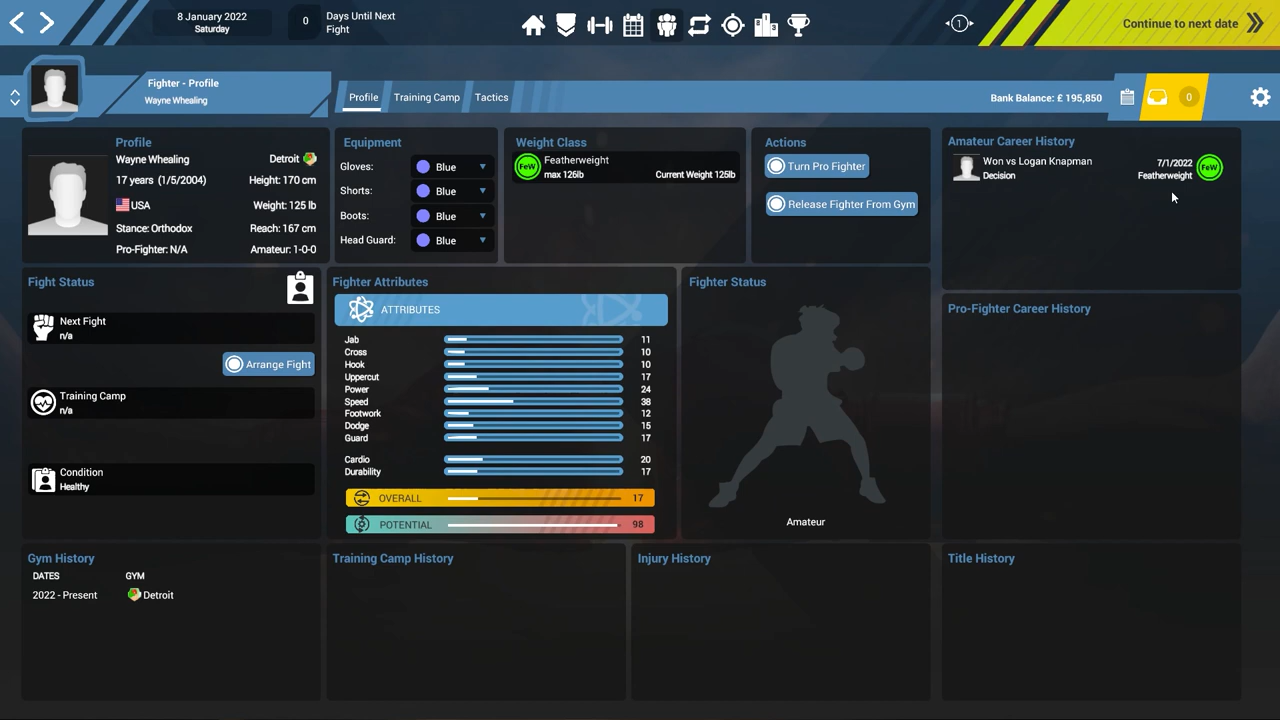 8 January 2022
Saturday
0
Days Until Next
Fight
1
Continue to next date
Fighter - Profile
Wayne Whealing
Profile
Training Camp
Tactics
Bank Balance: £ 195,850
0
Profile
Wayne Whealing
Detroit
17 years (1/5/2004)
Height: 170 cm
USA
Weight: 125 lb
Stance: Orthodox
Reach: 167 cm
Pro-Fighter: N/A
Amateur: 1-0-0
Equipment
Gloves:
Blue
Shorts:
Blue
Boots:
Blue
Head Guard:
Blue
Weight Class
FeW
Featherweight
max 126lb
Current Weight 125lb
Actions
Turn Pro Fighter
Release Fighter From Gym
Amateur Career History
Won vs Logan Knapman
Decision
7/1/2022
Featherweight
FeW
Fight Status
Next Fight
n/a
Arrange Fight
Training Camp
n/a
Condition
Healthy
Fighter Attributes
ATTRIBUTES
Jab 11
Cross 10
Hook 10
Uppercut 17
Power 24
Speed 38
Footwork 12
Dodge 15
Guard 17
Cardio 20
Durability 17
OVERALL 17
POTENTIAL 98
Fighter Status
Amateur
Pro-Fighter Career History
Gym History
DATES GYM
2022 - Present Detroit
Training Camp History
Injury History
Title History